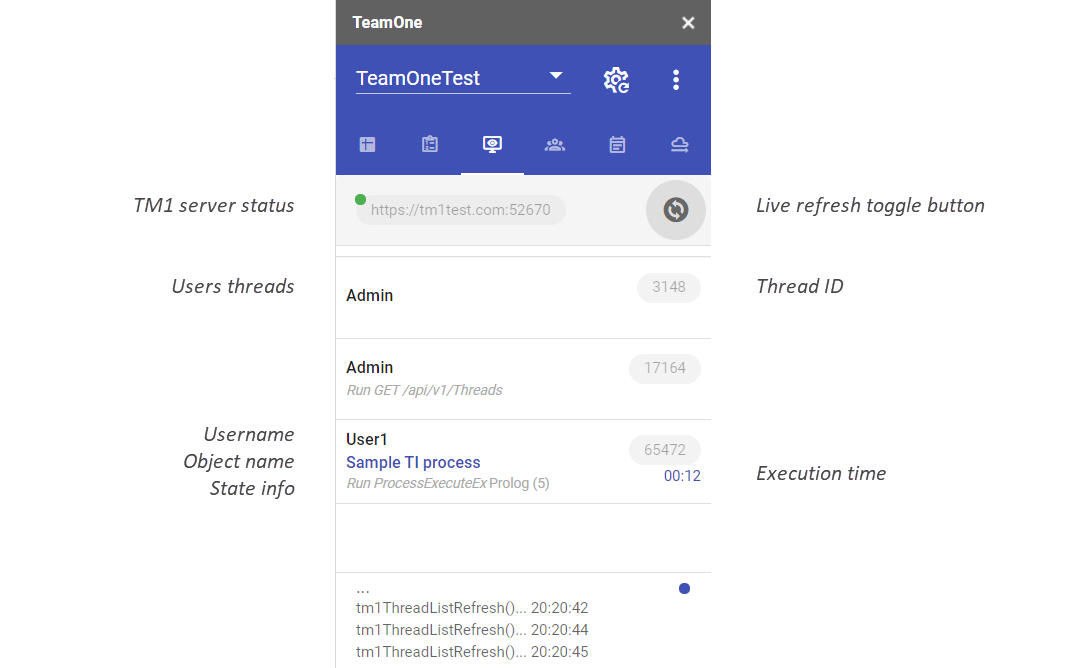 TeamOne
TeamOneTest
TM1 server status
https://tm1test.com:52670
Live refresh toggle button
Users threads
Admin
3148
Thread ID
Admin
17164
Run GET /api/v1/Threads
Username
Object name
State info
User1
65472
Sample TI process
00:12
Run ProcessExecuteEx Prolog (5)
Execution time
...
tm1ThreadListRefresh()... 20:20:42
tm1ThreadListRefresh()... 20:20:44
tm1ThreadListRefresh()... 20:20:45